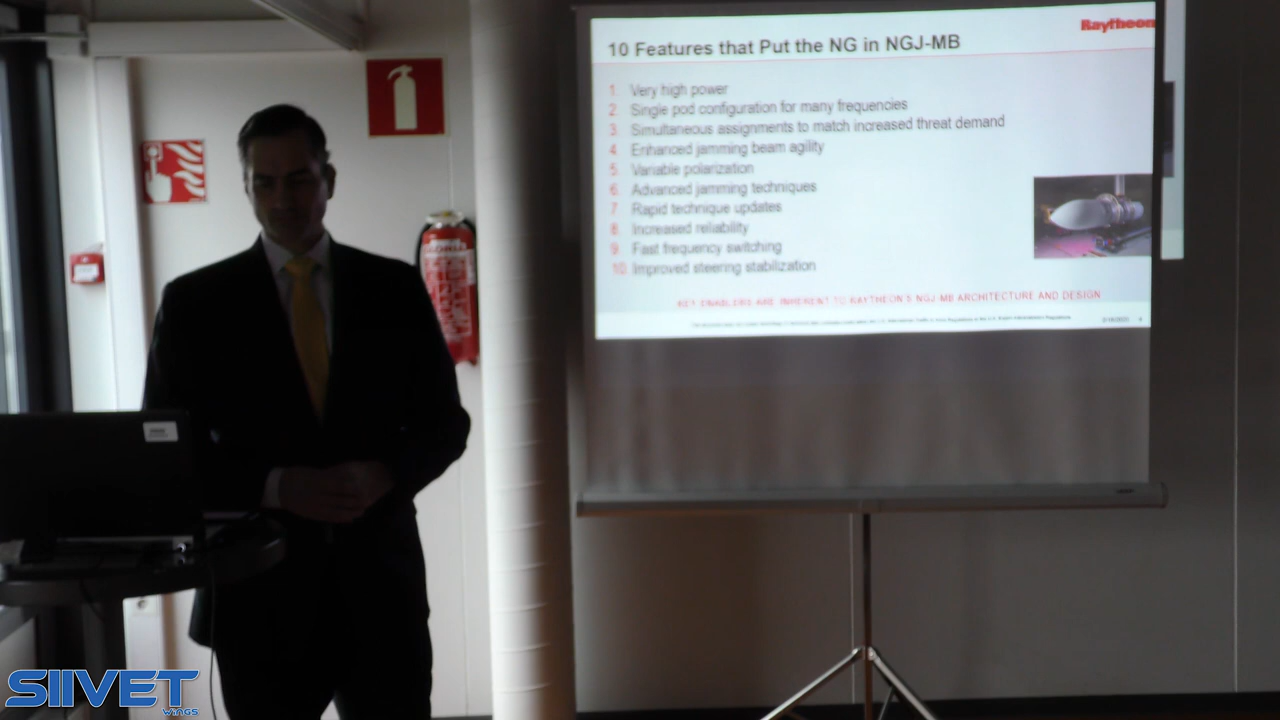 Raytheon
10 Features that Put the NG in NGJ-MB
1. Very high power
2. Single pod configuration for many frequencies
3. Simultaneous assignments to match increased threat demand
4. Enhanced jamming beam agility
5. Variable polarization
6. Advanced jamming techniques
7. Rapid technique updates
8. Increased reliability
9. Fast frequency switching
10. Improved steering stabilization
KEY ENABLERS ARE INHERENT TO RAYTHEON'S NGJ-MB ARCHITECTURE AND DESIGN
SIIVET
WINGS